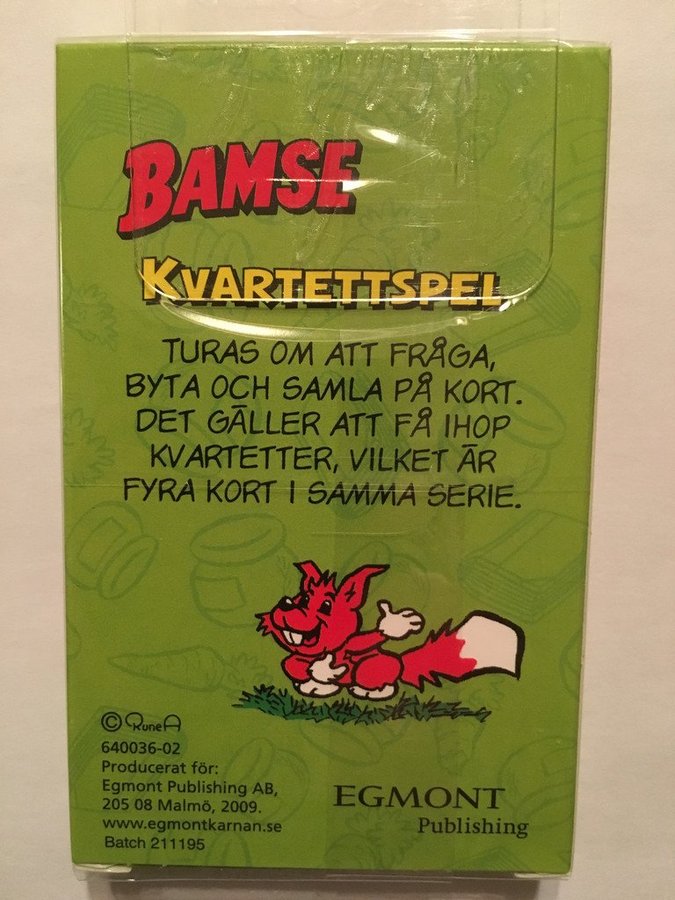 BAMSE
KVARTETTSPEL
TURAS OM ATT FRÅGA,
BYTA OCH SAMLA PÅ KORT.
DET GÄLLER ATT FÅ IHOP
KVARTETTER, VILKET ÄR
FYRA KORT I SAMMA SERIE.
© Rune A
640036-02
Producerat för:
Egmont Publishing AB,
205 08 Malmö, 2009.
www.egmontkarnan.se
Batch 211195
EGMONT
Publishing